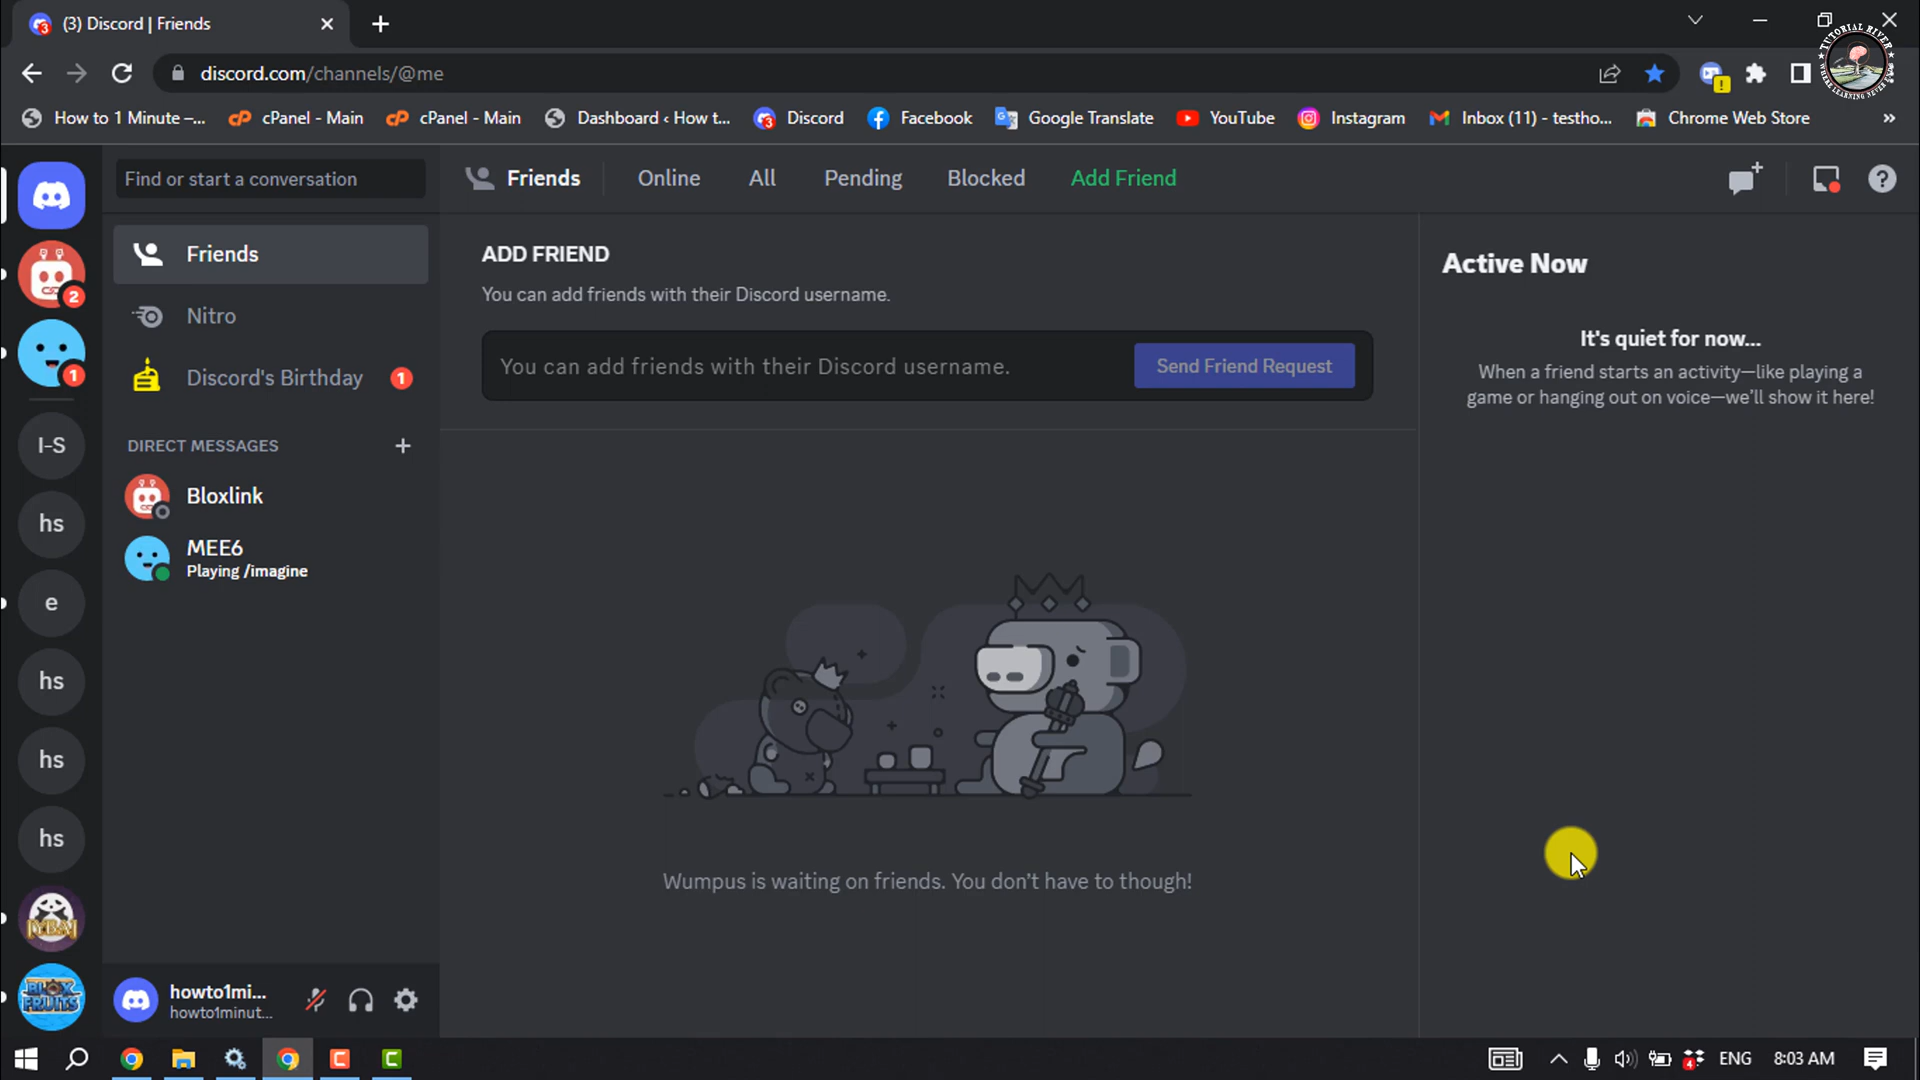 (3) Discord | Friends
discord.com/channels/@me
How to 1 Minute –...
cPanel - Main
cPanel - Main
Dashboard ‹ How t...
Discord
Facebook
Google Translate
YouTube
Instagram
Inbox (11) - testho...
Chrome Web Store
»
TUTORIAL RIVER
Find or start a conversation
Friends
Online
All
Pending
Blocked
Add Friend
Friends
Nitro
Discord's Birthday
1
DIRECT MESSAGES
Bloxlink
MEE6
Playing /imagine
2
1
I-S
hs
e
hs
hs
hs
BLOX
FRUITS
howto1mi...
howto1minut...
ADD FRIEND
You can add friends with their Discord username.
You can add friends with their Discord username.
Send Friend Request
Wumpus is waiting on friends. You don't have to though!
Active Now
It's quiet for now...
When a friend starts an activity—like playing a
game or hanging out on voice—we'll show it here!
ENG
8:03 AM